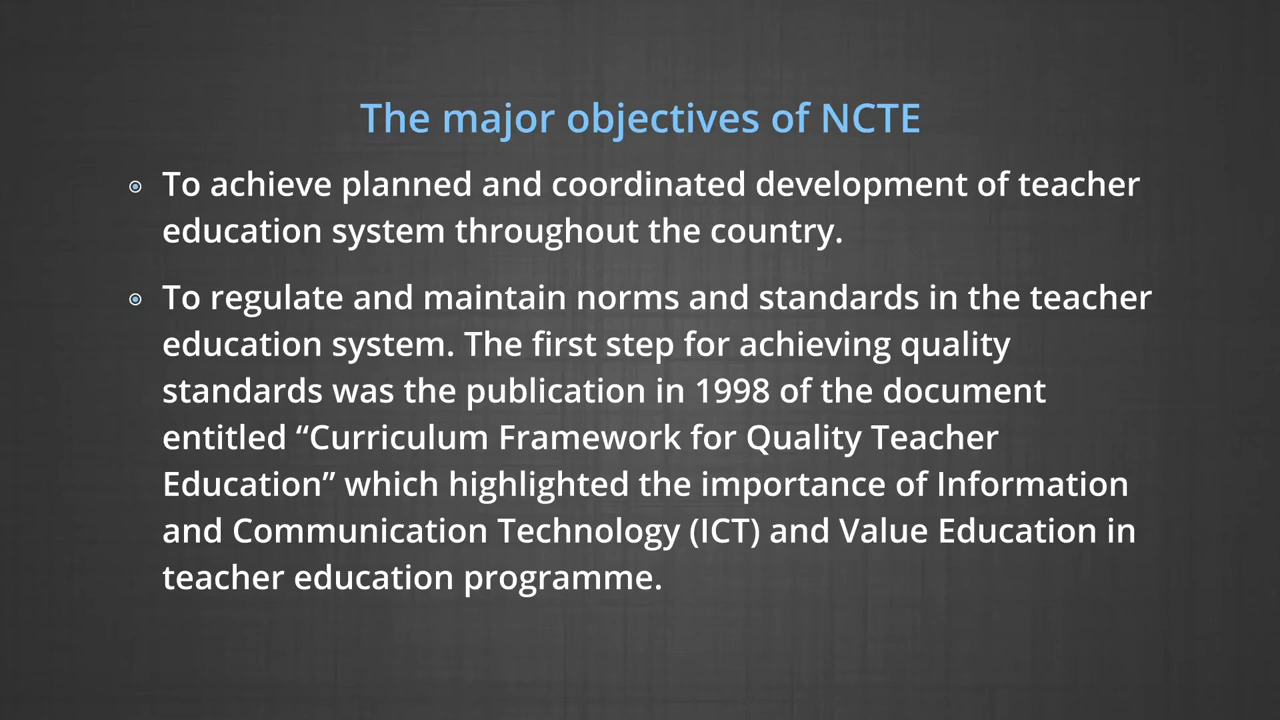 The major objectives of NCTE
To achieve planned and coordinated development of teacher
education system throughout the country.
To regulate and maintain norms and standards in the teacher
education system. The first step for achieving quality
standards was the publication in 1998 of the document
entitled “Curriculum Framework for Quality Teacher
Education” which highlighted the importance of Information
and Communication Technology (ICT) and Value Education in
teacher education programme.